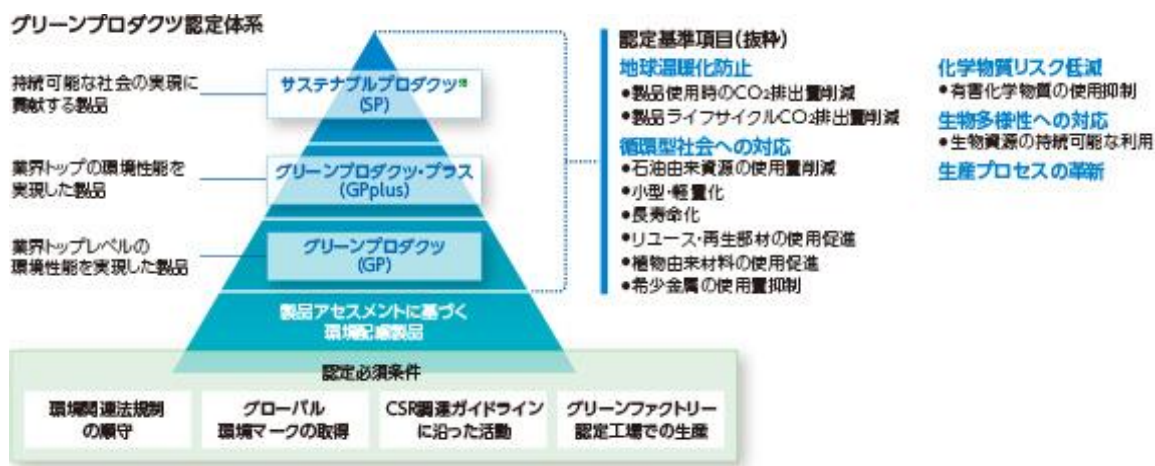 グリーンプロダクツ認定体系
持続可能な社会の実現に
貢献する製品
サステナブルプロダクツ※
(SP)
業界トップの環境性能を
実現した製品
グリーンプロダクツ・プラス
(GPplus)
業界トップレベルの
環境性能を実現した製品
グリーンプロダクツ
(GP)
製品アセスメントに基づく
環境配慮製品
認定必須条件
環境関連法規制
の順守
グローバル
環境マークの取得
CSR調達ガイドライン
に沿った活動
グリーンファクトリー
認定工場での生産
認定基準項目(抜粋)
地球温暖化防止
●製品使用時のCO₂排出量削減
●製品ライフサイクルCO₂排出量削減
循環型社会への対応
●石油由来資源の使用量削減
●小型・軽量化
●長寿命化
●リユース・再生部材の使用促進
●植物由来材料の使用促進
●希少金属の使用量抑制
化学物質リスク低減
●有害化学物質の使用抑制
生物多様性への対応
●生物資源の持続可能な利用
生産プロセスの革新